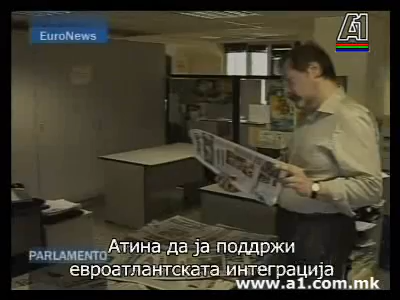 A1
EuroNews
PARLAMENTO
Атина да ја поддржи
евроатлантската интеграција
www.a1.com.mk